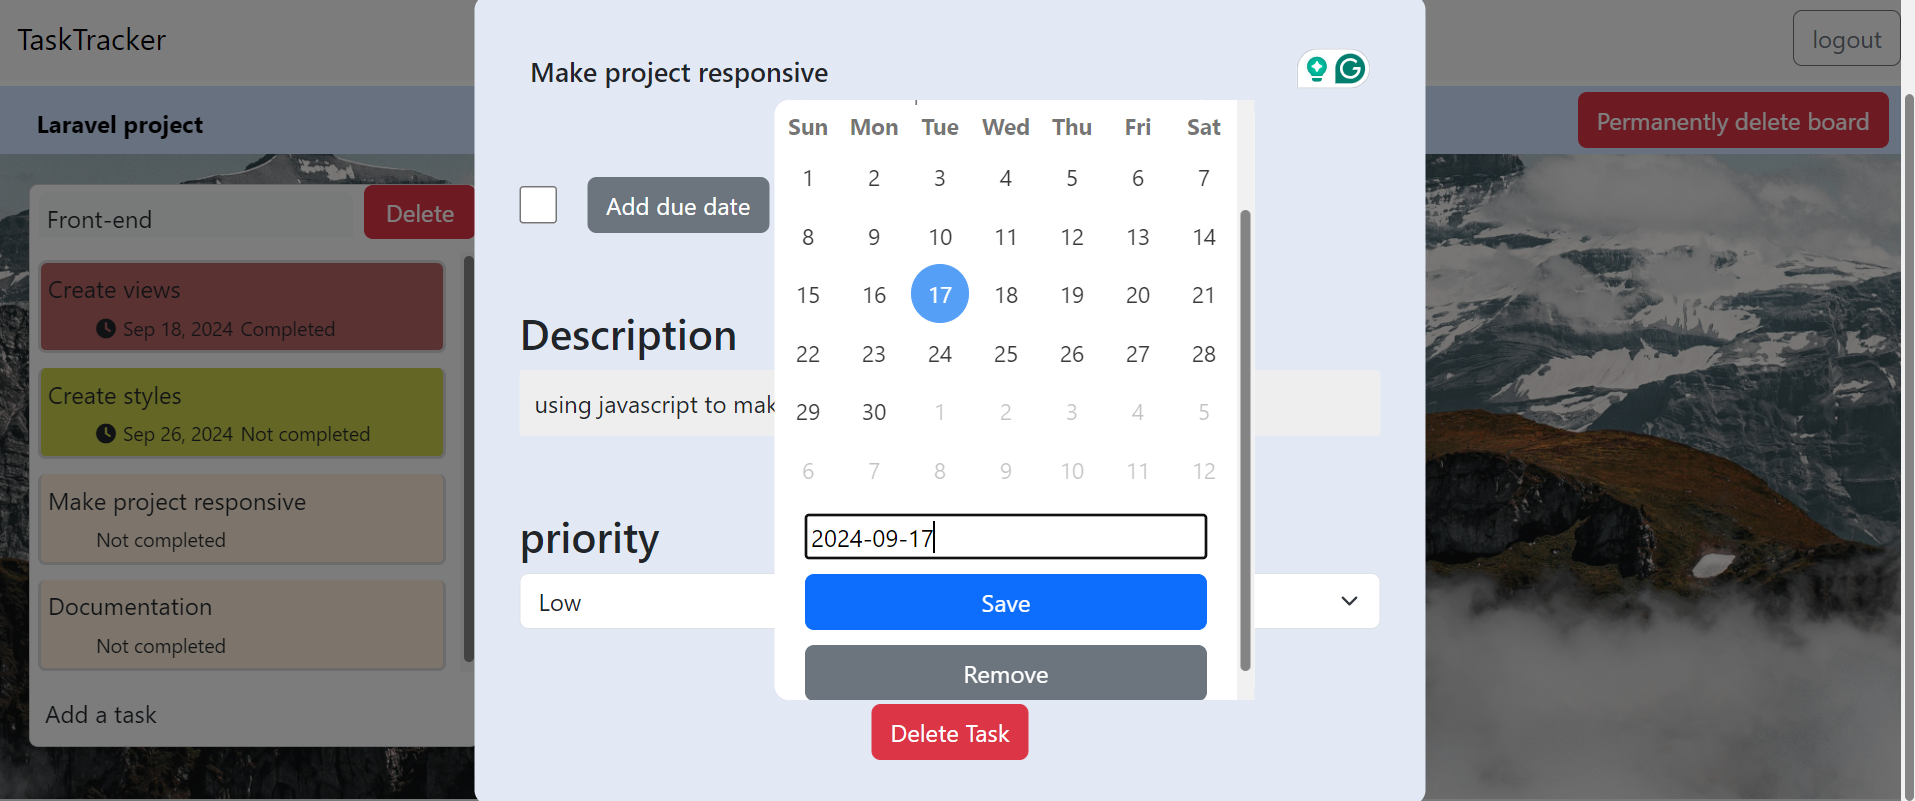 TaskTracker
logout
Laravel project
Permanently delete board
Front-end
Delete
Create views
Sep 18, 2024 Completed
Create styles
Sep 26, 2024 Not completed
Make project responsive
Not completed
Documentation
Not completed
Add a task
Make project responsive
Add due date
Sun Mon Tue Wed Thu Fri Sat
1 2 3 4 5 6 7
8 9 10 11 12 13 14
15 16 17 18 19 20 21
22 23 24 25 26 27 28
29 30 1 2 3 4 5
6 7 8 9 10 11 12
2024-09-17
Save
Remove
Description
using javascript to mak
priority
Low
Delete Task